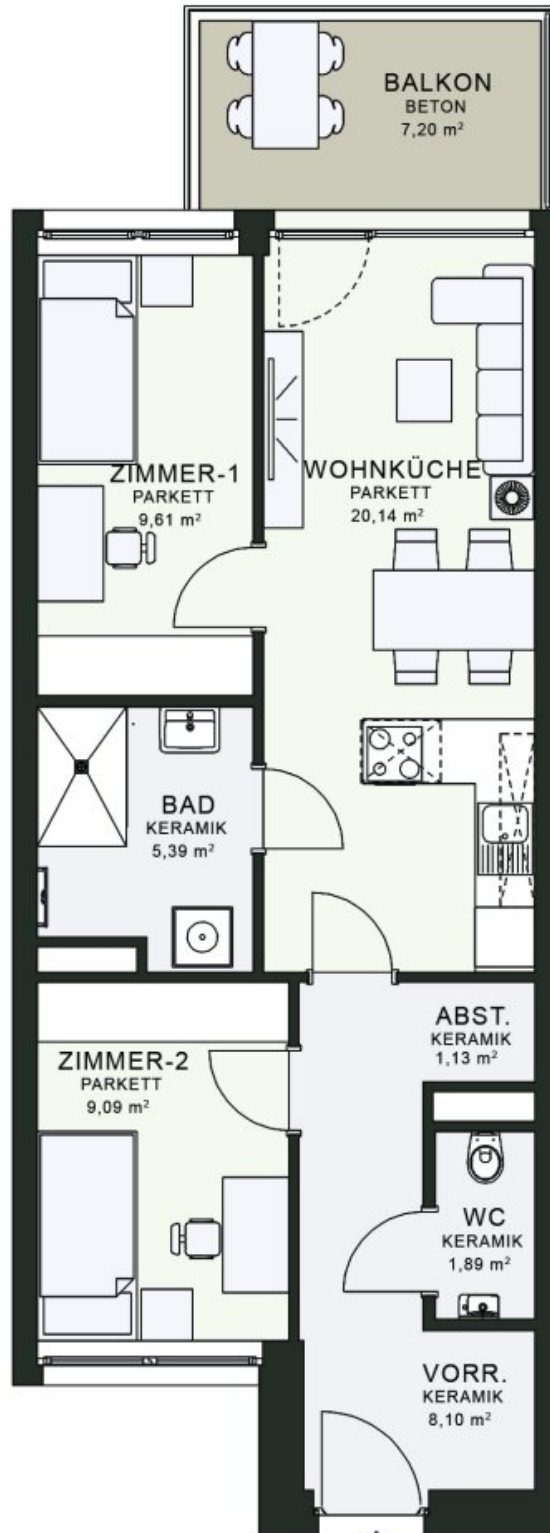 BALKON
BETON
7,20 m²
ZIMMER-1
PARKETT
9,61 m²
WOHNKÜCHE
PARKETT
20,14 m²
BAD
KERAMIK
5,39 m²
ABST.
KERAMIK
1,13 m²
ZIMMER-2
PARKETT
9,09 m²
WC
KERAMIK
1,89 m²
VORR.
KERAMIK
8,10 m²